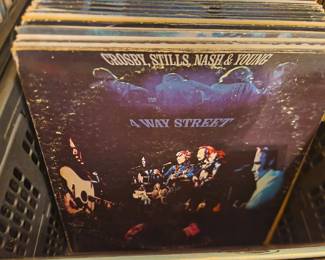 CROSBY, STILLS, NASH & YOUNG
4 WAY STREET